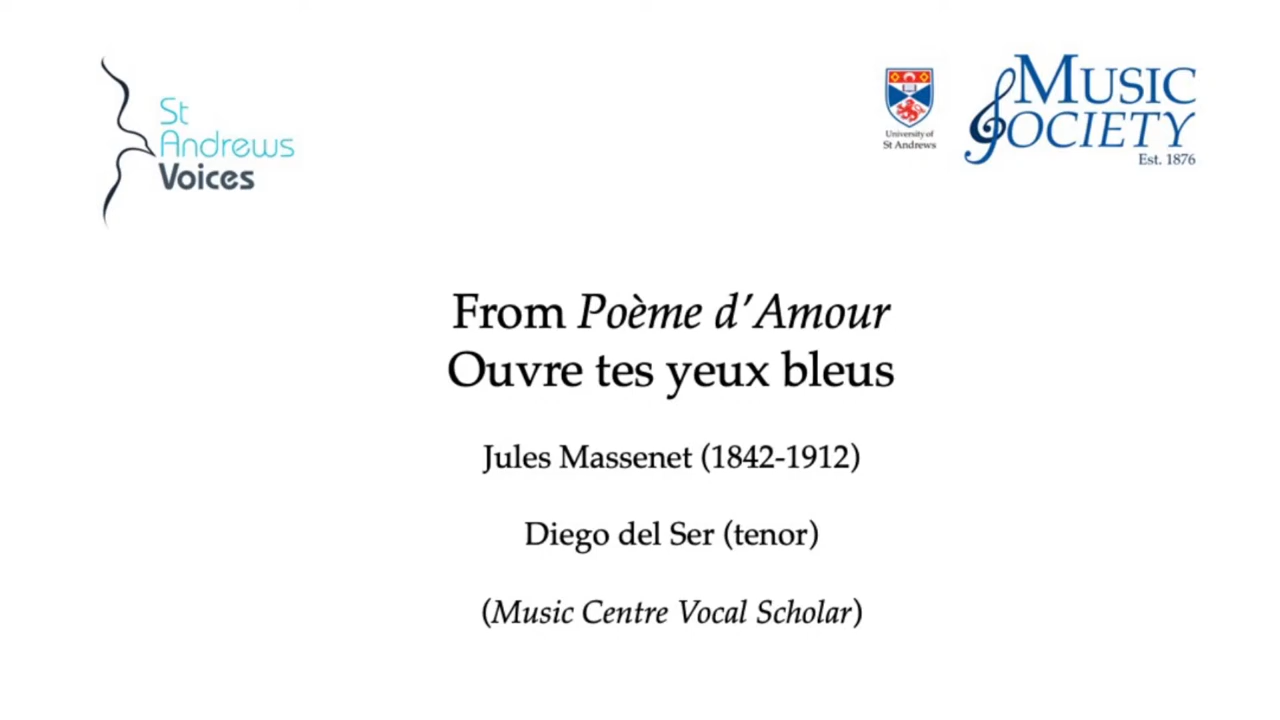 St
Andrews
Voices
University of
St Andrews
MUSIC
SOCIETY
Est. 1876
From Poème d’Amour
Ouvre tes yeux bleus
Jules Massenet (1842-1912)
Diego del Ser (tenor)
(Music Centre Vocal Scholar)